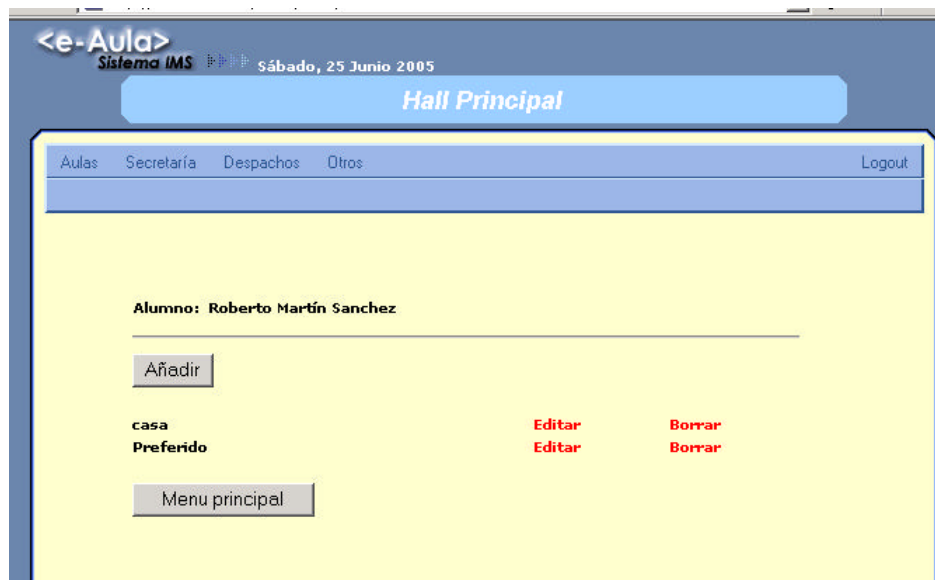 <e-Aula>
Sistema IMS Sábado, 25 Junio 2005
Hall Principal
Aulas Secretaría Despachos Otros Logout
Alumno: Roberto Martín Sanchez
Añadir
casa Editar Borrar
Preferido Editar Borrar
Menu principal